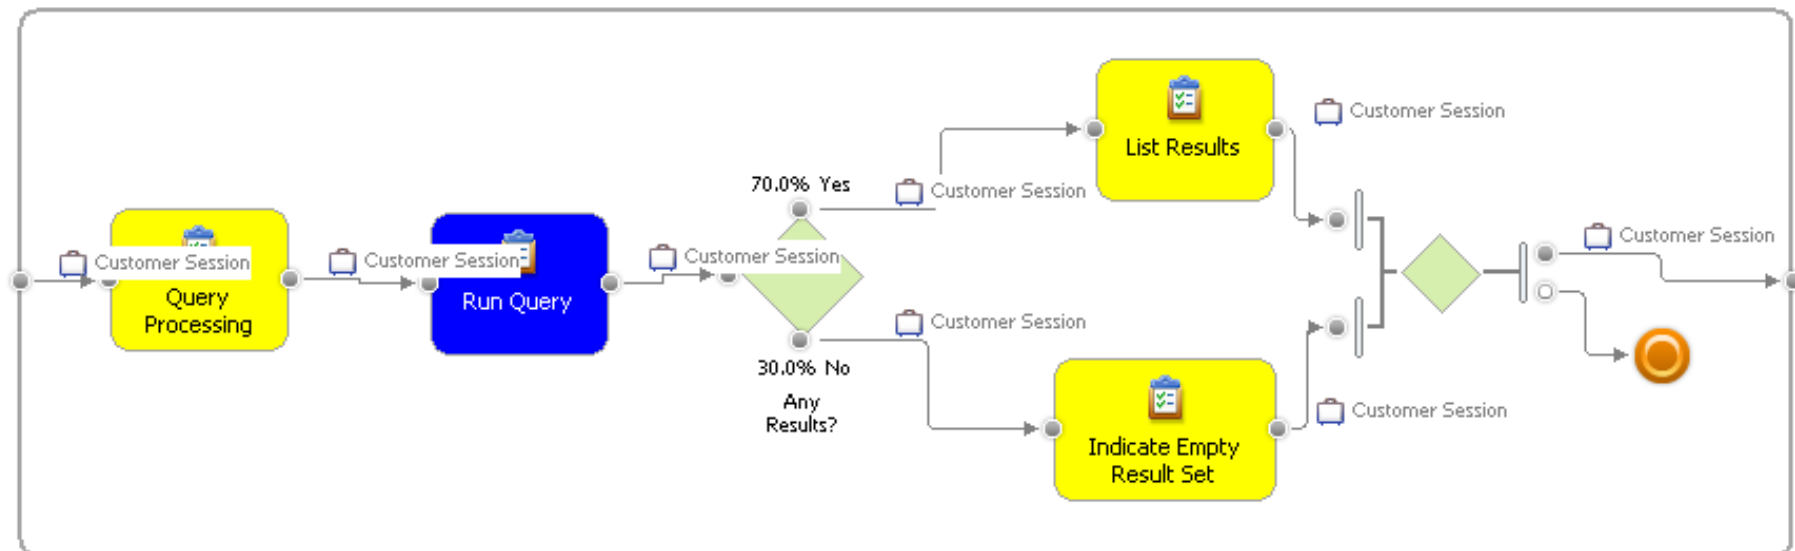 Customer Session
Query
Processing
Customer Session
Run Query
Customer Session
70.0% Yes
30.0% No
Any
Results?
Customer Session
List Results
Customer Session
Customer Session
Indicate Empty
Result Set
Customer Session
Customer Session